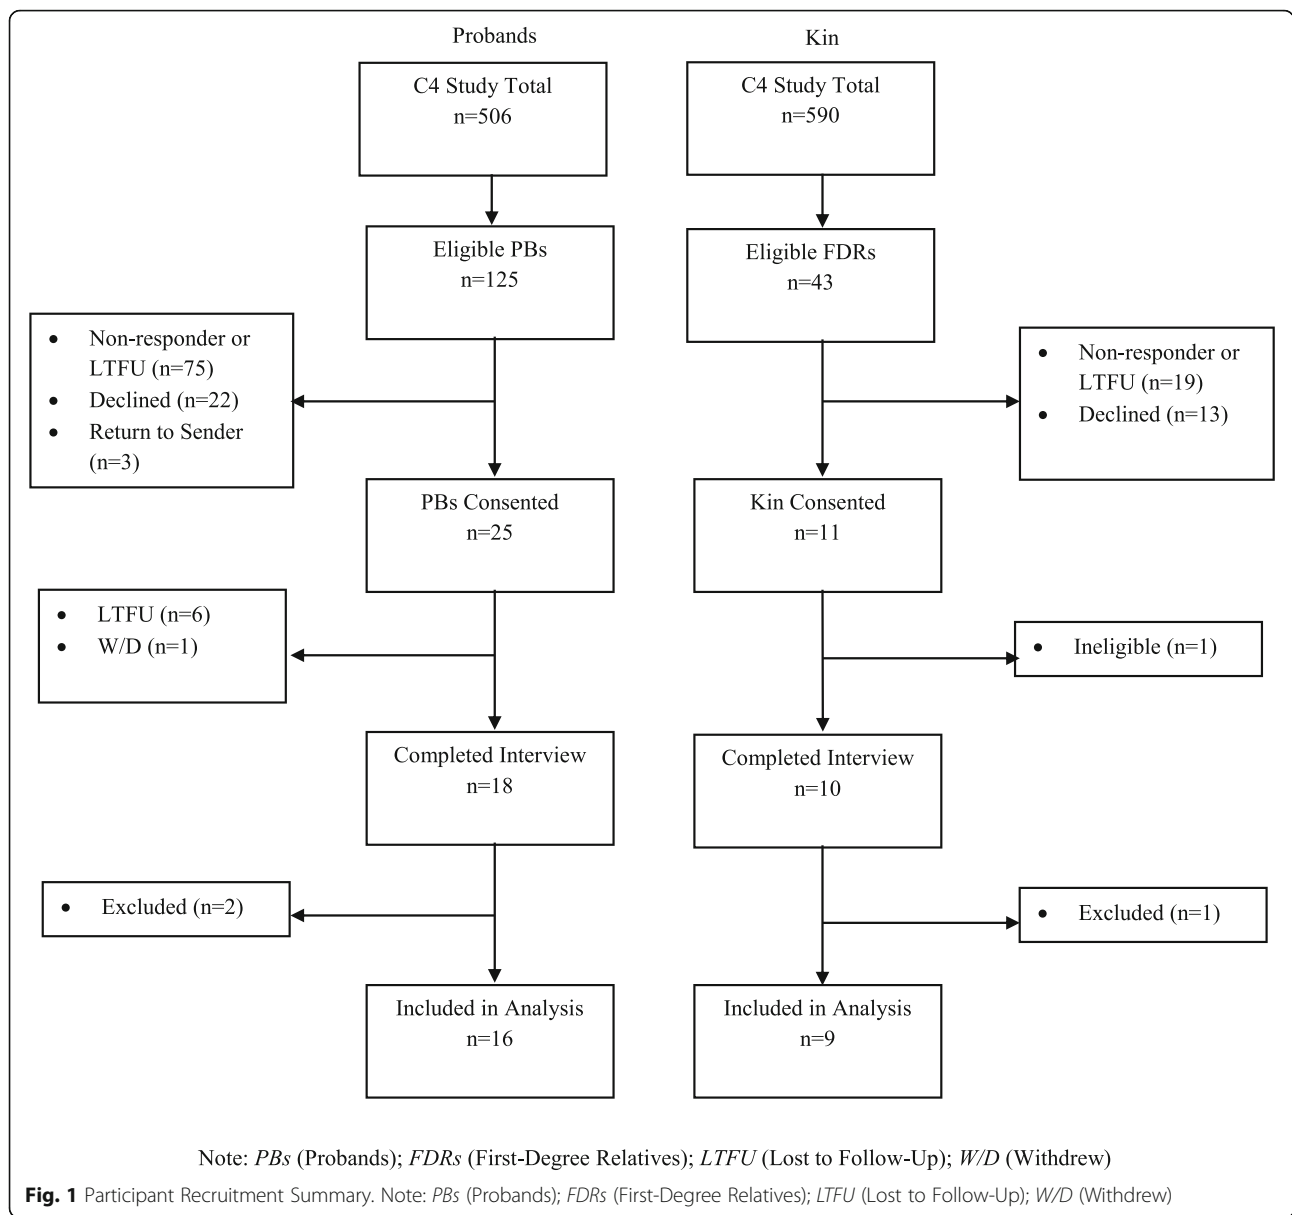 Probands
C4 Study Total
n=506
Eligible PBs
n=125
• Non-responder or
LTFU (n=75)
• Declined (n=22)
• Return to Sender
(n=3)
PBs Consented
n=25
• LTFU (n=6)
• W/D (n=1)
Completed Interview
n=18
• Excluded (n=2)
Included in Analysis
n=16
Kin
C4 Study Total
n=590
Eligible FDRs
n=43
• Non-responder or
LTFU (n=19)
• Declined (n=13)
Kin Consented
n=11
• Ineligible (n=1)
Completed Interview
n=10
• Excluded (n=1)
Included in Analysis
n=9
Note: PBs (Probands); FDRs (First-Degree Relatives); LTFU (Lost to Follow-Up); W/D (Withdrew)
Fig. 1 Participant Recruitment Summary. Note: PBs (Probands); FDRs (First-Degree Relatives); LTFU (Lost to Follow-Up); W/D (Withdrew)